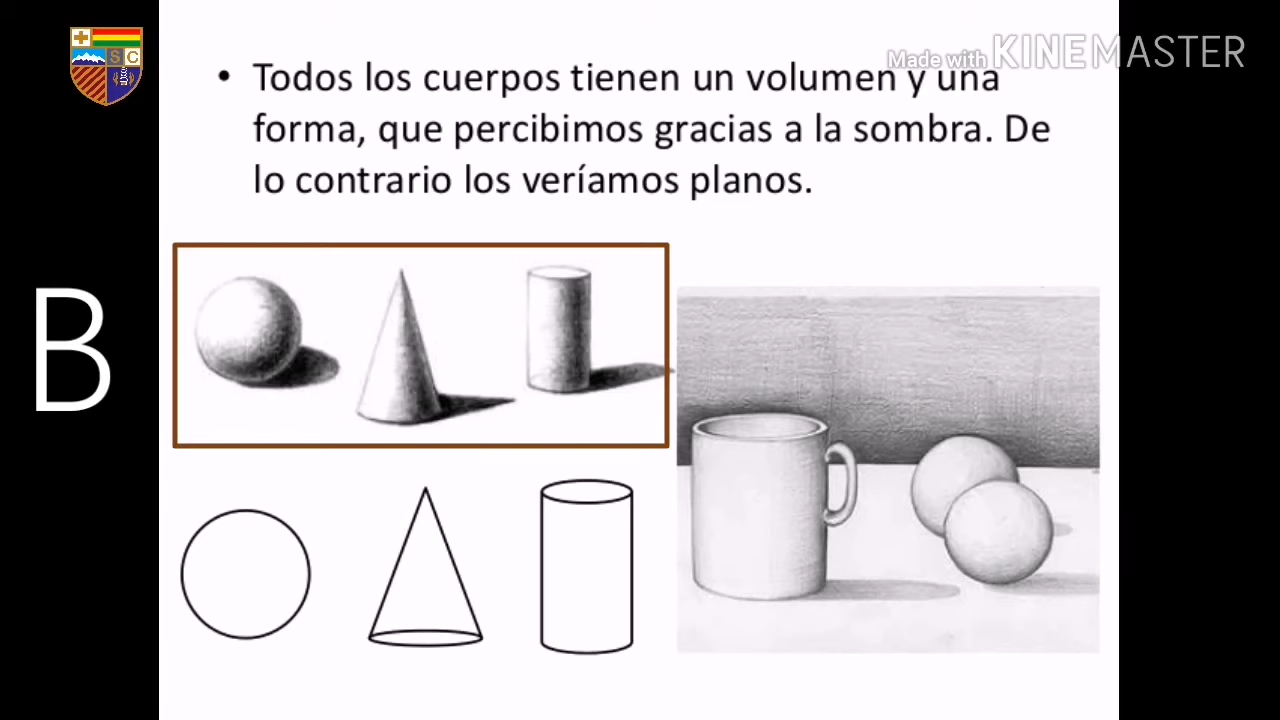 Made with KINEMASTER
• Todos los cuerpos tienen un volumen y una
forma, que percibimos gracias a la sombra. De
lo contrario los veríamos planos.
B
S C